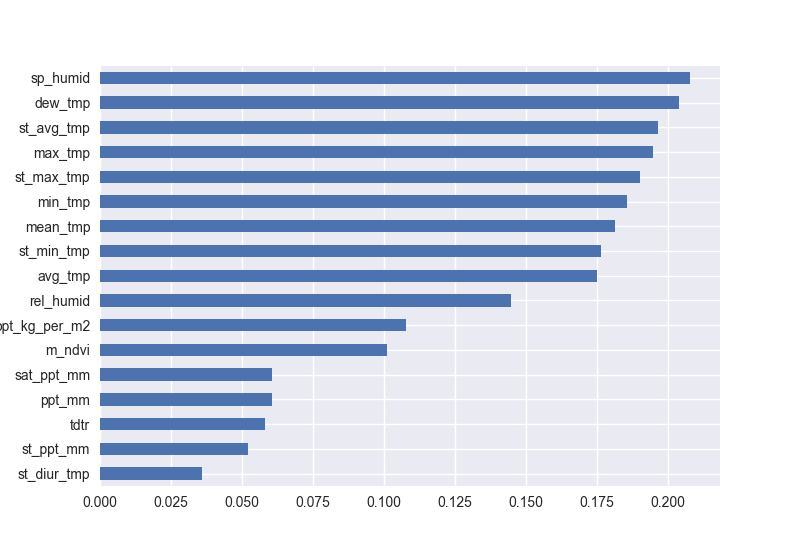 sp_humid
dew_tmp
st_avg_tmp
max_tmp
st_max_tmp
min_tmp
mean_tmp
st_min_tmp
avg_tmp
rel_humid
ppt_kg_per_m2
m_ndvi
sat_ppt_mm
ppt_mm
tdtr
st_ppt_mm
st_diur_tmp
0.000 0.025 0.050 0.075 0.100 0.125 0.150 0.175 0.200